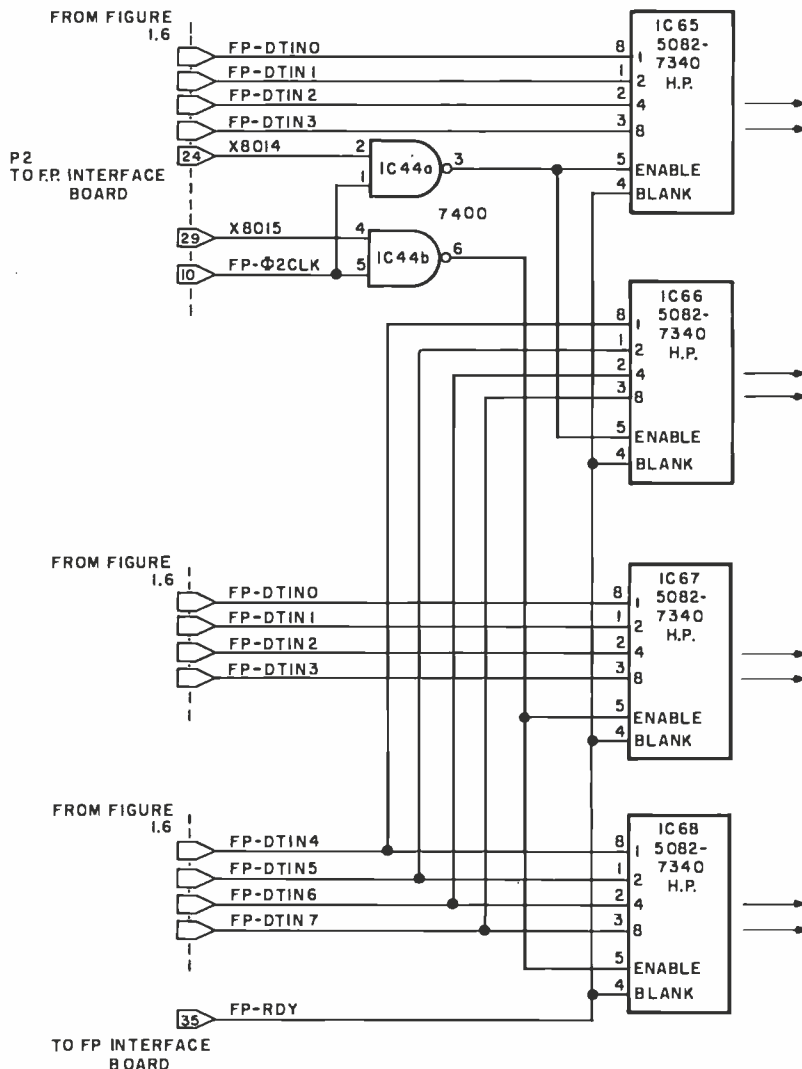 FROM FIGURE
1.6
FP-DTIN0
FP-DTIN1
FP-DTIN2
FP-DTIN3
P2
TO F.P. INTERFACE
BOARD
24
X8014
2
1
IC44a
3
7400
29
X8015
10
FP-Φ2CLK
4
5
IC44b
6
IC65
5082-
7340
H.P.
8 1
1 2
2 4
3 8
5 ENABLE
4 BLANK
IC66
5082-
7340
H.P.
8 1
1 2
2 4
3 8
5 ENABLE
4 BLANK
FROM FIGURE
1.6
FP-DTIN0
FP-DTIN1
FP-DTIN2
FP-DTIN3
IC67
5082-
7340
H.P.
8 1
1 2
2 4
3 8
5 ENABLE
4 BLANK
FROM FIGURE
1.6
FP-DTIN4
FP-DTIN5
FP-DTIN6
FP-DTIN7
IC68
5082-
7340
H.P.
8 1
1 2
2 4
3 8
5 ENABLE
4 BLANK
35
FP-RDY
TO FP INTERFACE
BOARD